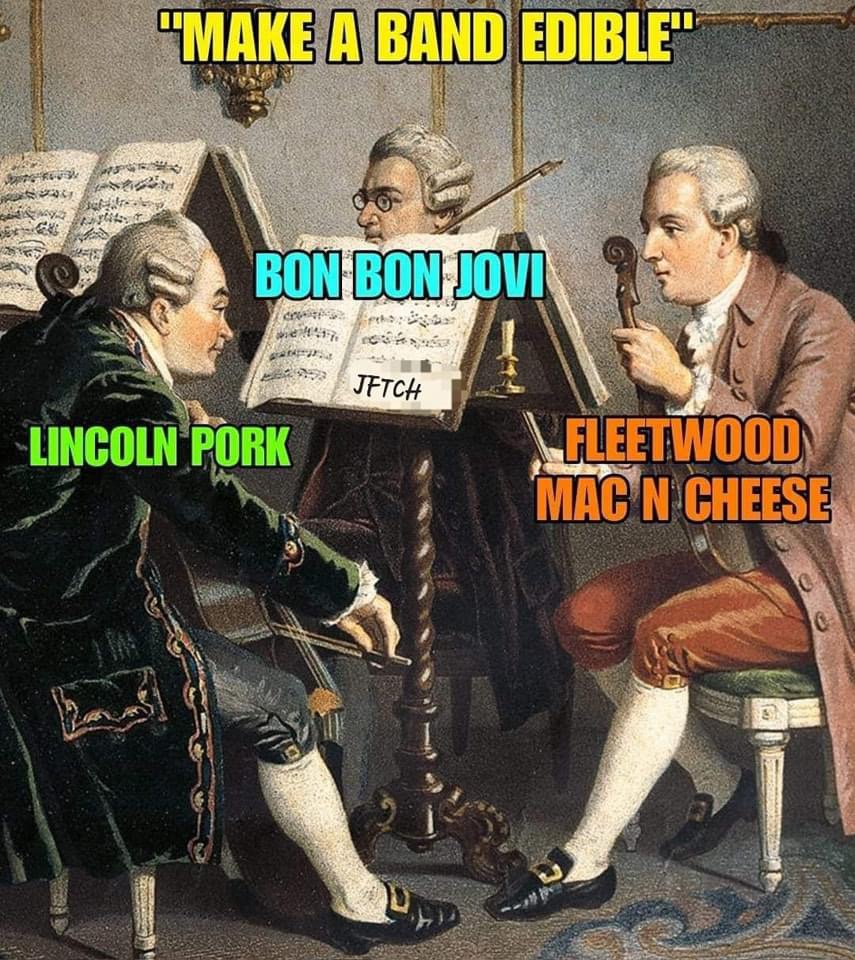 "MAKE A BAND EDIBLE"
BON BON JOVI
JFTCH
LINCOLN PORK
FLEETWOOD
MAC N CHEESE